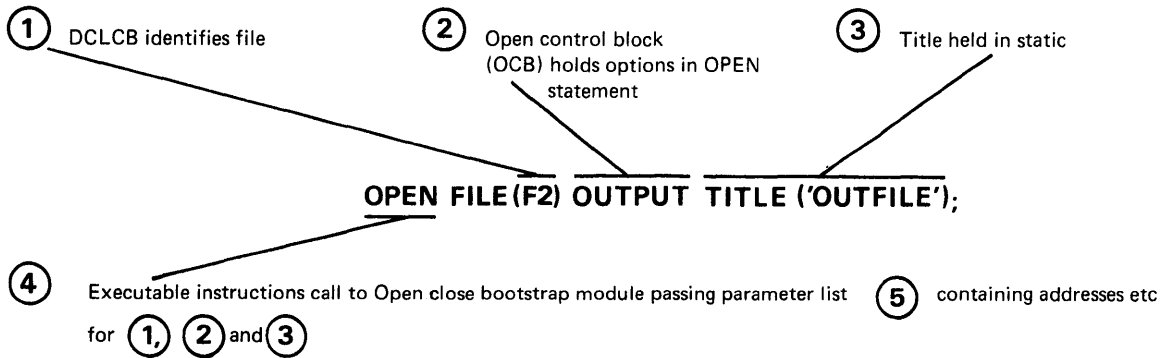 1 DCLCB identifies file
2 Open control block
(OCB) holds options in OPEN
statement
3 Title held in static
OPEN FILE (F2) OUTPUT TITLE ('OUTFILE');
4 Executable instructions call to Open close bootstrap module passing parameter list 5 containing addresses etc
for 1, 2 and 3